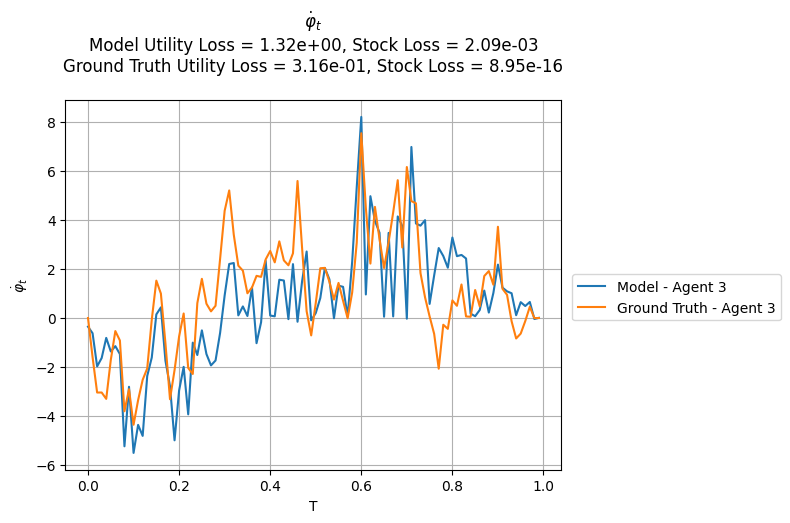 φ̇ₜ
Model Utility Loss = 1.32e+00, Stock Loss = 2.09e-03
Ground Truth Utility Loss = 3.16e-01, Stock Loss = 8.95e-16
φ̇ₜ
8
6
4
2
0
−2
−4
−6
0.0 0.2 0.4 0.6 0.8 1.0
T
Model - Agent 3
Ground Truth - Agent 3